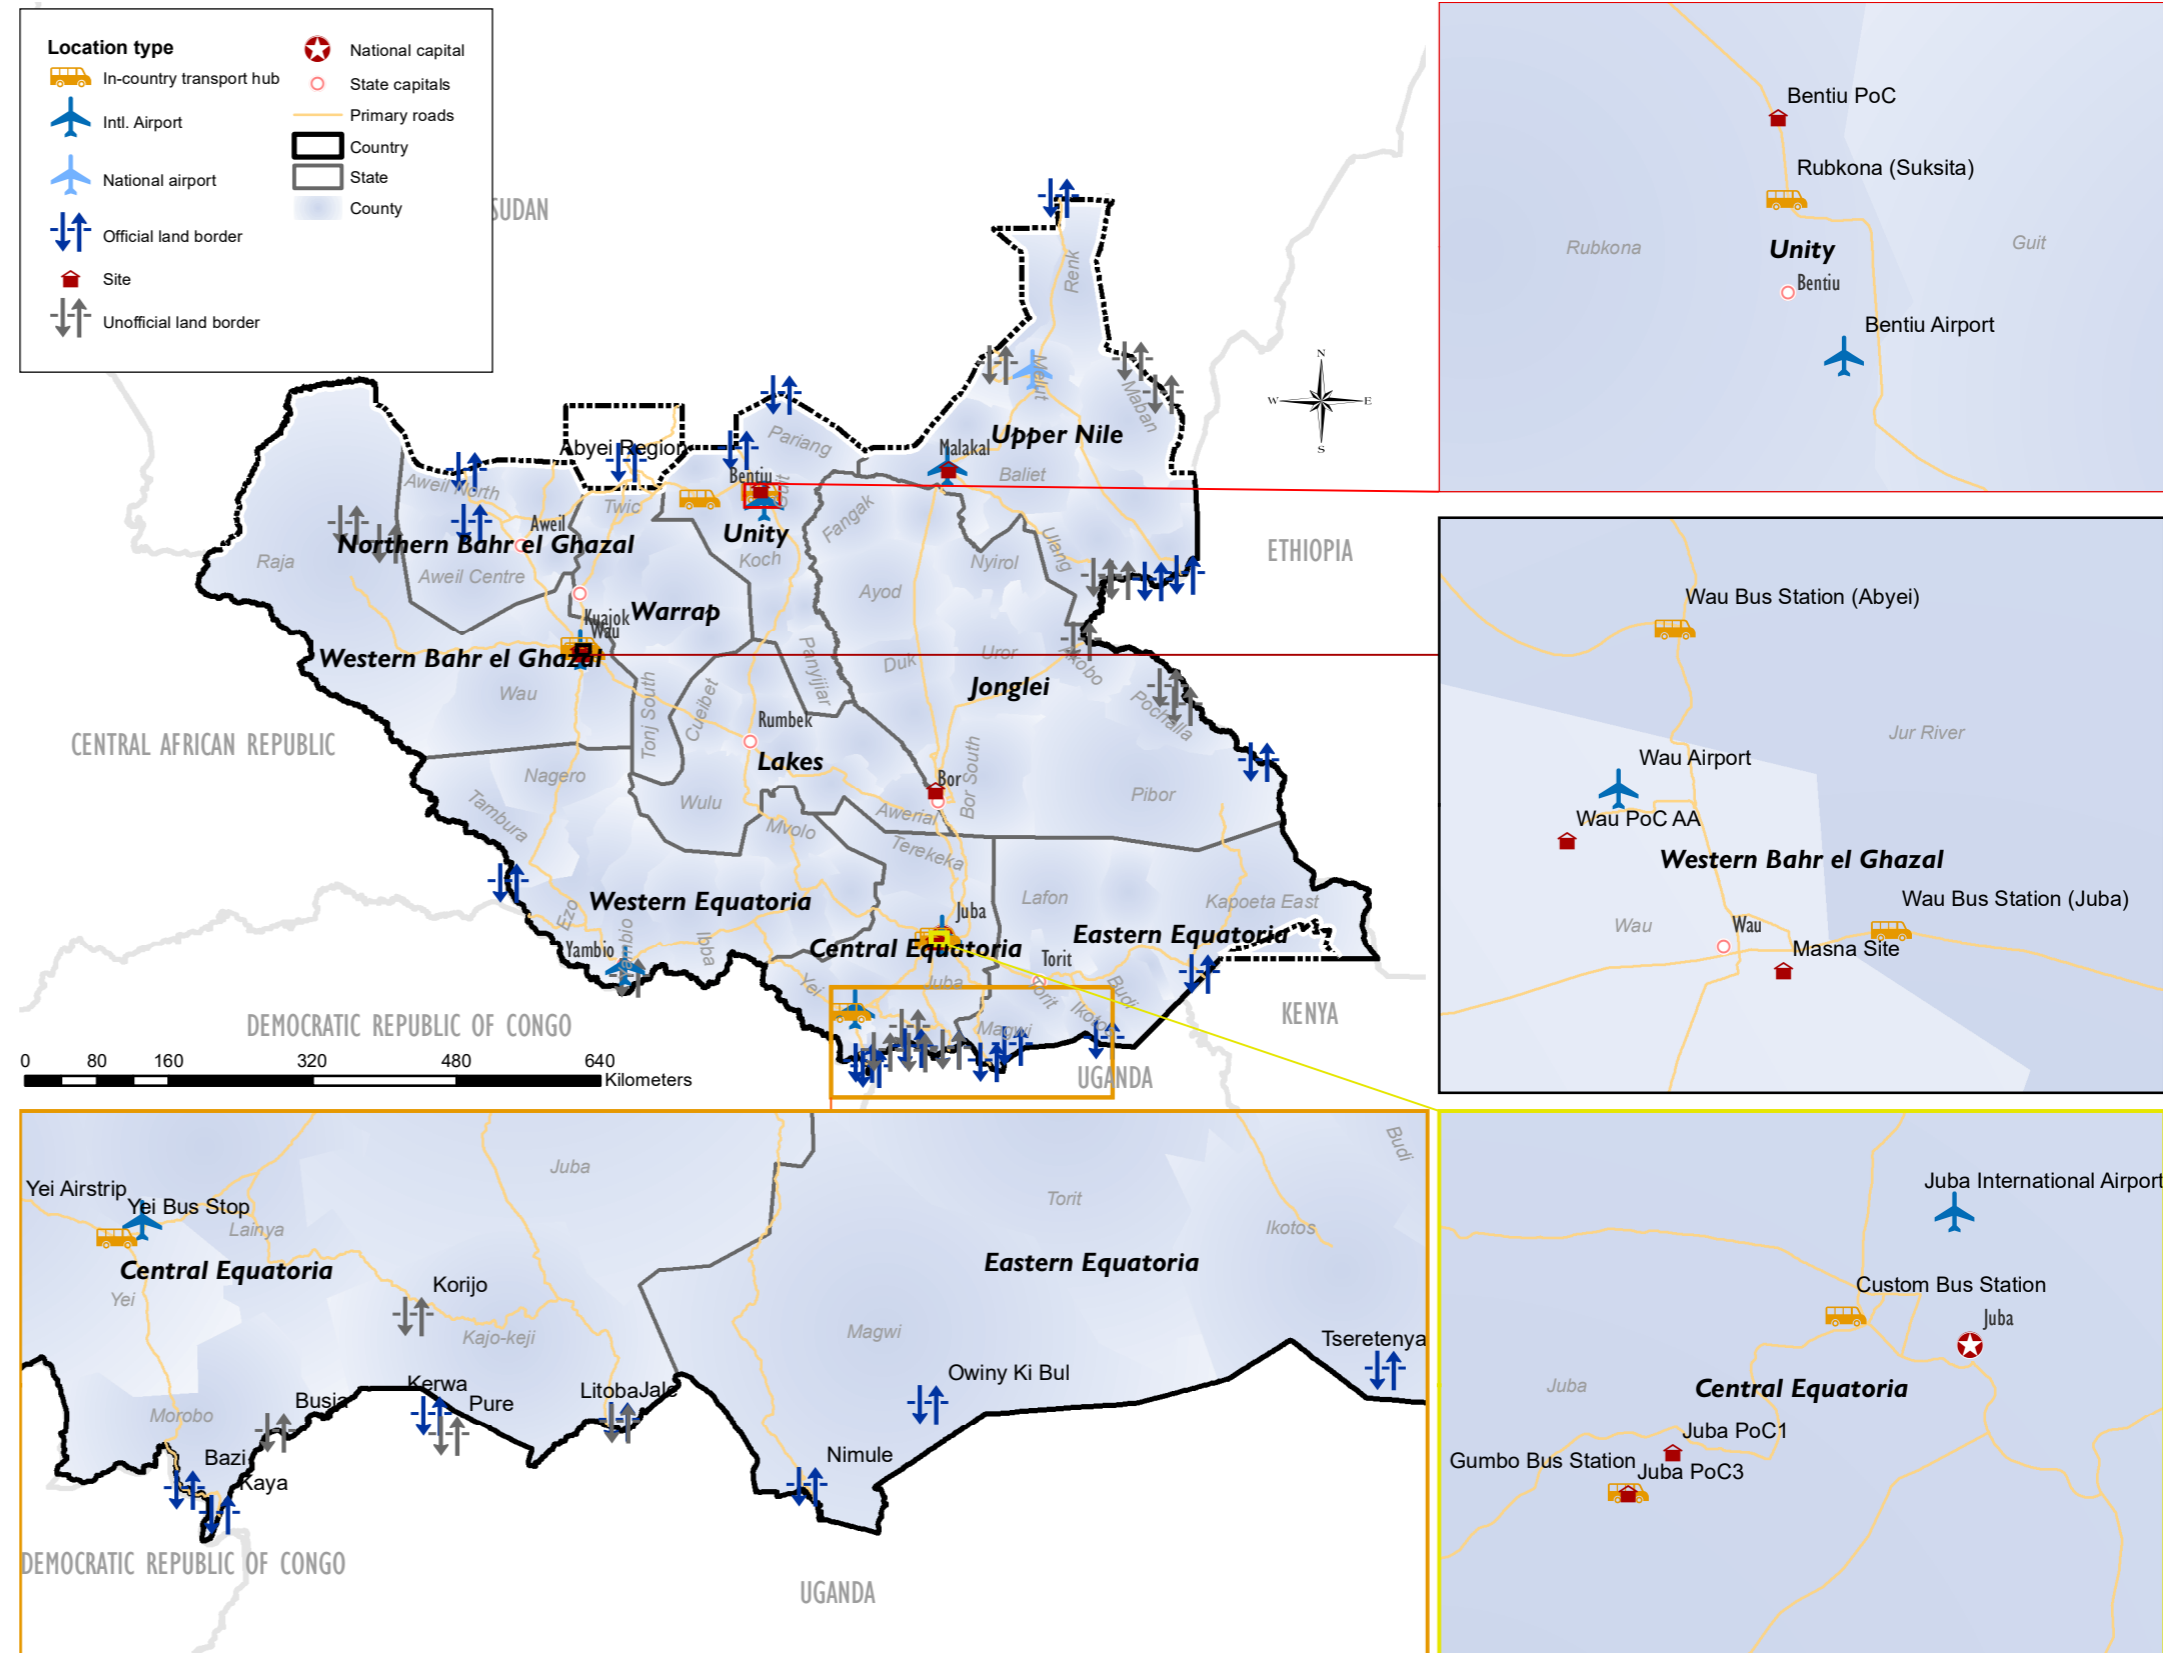 Location type
In-country transport hub
Intl. Airport
National airport
Official land border
Site
Unofficial land border
National capital
State capitals
Primary roads
Country
State
County
SUDAN
ETHIOPIA
KENYA
UGANDA
DEMOCRATIC REPUBLIC OF CONGO
CENTRAL AFRICAN REPUBLIC
N
W
E
S
Renk
Melut
Maban
Upper Nile
Malakal
Baliet
Pariang
Abyei Region
Bentiu
Guit
Aweil North
Twic
Aweil
Northern Bahr el Ghazal
Unity
Fangak
Raja
Aweil Centre
Koch
Nyirol
Ulang
Ayod
Kuajok
Warrap
Wau
Western Bahr el Ghazal
Panyijiar
Duk
Uror
Akobo
Wau
Tonj South
Cueibet
Jonglei
Pochalla
Rumbek
Lakes
Nagero
Bor
Bor South
Tambura
Wulu
Awerial
Pibor
Mvolo
Terekeka
Western Equatoria
Lafon
Kapoeta East
Ezo
Yambio
Yambio
Ibba
Juba
Central Equatoria
Eastern Equatoria
Torit
Yei
Juba
Torit
Budi
Ikotos
Magwi
0 80 160 320 480 640
Kilometers
Bentiu PoC
Rubkona (Suksita)
Rubkona
Unity
Guit
Bentiu
Bentiu Airport
Wau Bus Station (Abyei)
Jur River
Wau Airport
Wau PoC AA
Western Bahr el Ghazal
Wau Bus Station (Juba)
Wau
Wau
Masna Site
Yei Airstrip
Yei Bus Stop
Lainya
Juba
Central Equatoria
Yei
Korijo
Kajo-keji
Torit
Budi
Ikotos
Eastern Equatoria
Magwi
Tseretenya
Owiny Ki Bul
Kerwa
Pure
Busia
Litoba
Jale
Morobo
Bazi
Kaya
Nimule
DEMOCRATIC REPUBLIC OF CONGO
UGANDA
Juba International Airport
Custom Bus Station
Juba
Juba
Central Equatoria
Juba PoC1
Gumbo Bus Station
Juba PoC3